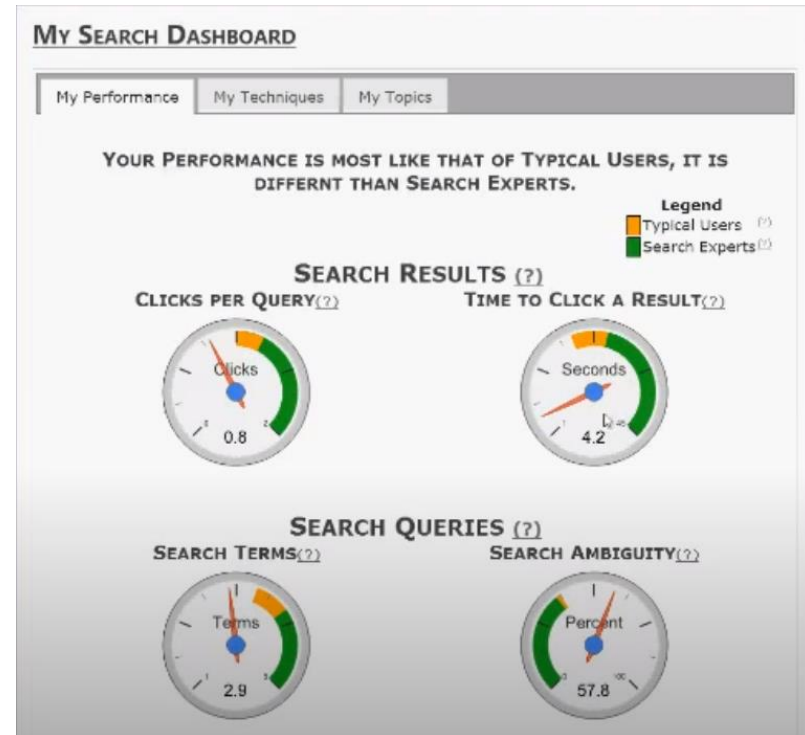 MY SEARCH DASHBOARD
My Performance My Techniques My Topics
YOUR PERFORMANCE IS MOST LIKE THAT OF TYPICAL USERS, IT IS
DIFFERNT THAN SEARCH EXPERTS.
Legend
Typical Users (?)
Search Experts(?)
SEARCH RESULTS (?)
CLICKS PER QUERY(?) TIME TO CLICK A RESULT(?)
Clicks
0.8
Seconds
4.2
SEARCH QUERIES (?)
SEARCH TERMS(?) SEARCH AMBIGUITY(?)
Terms
2.9
Percent
100
57.8